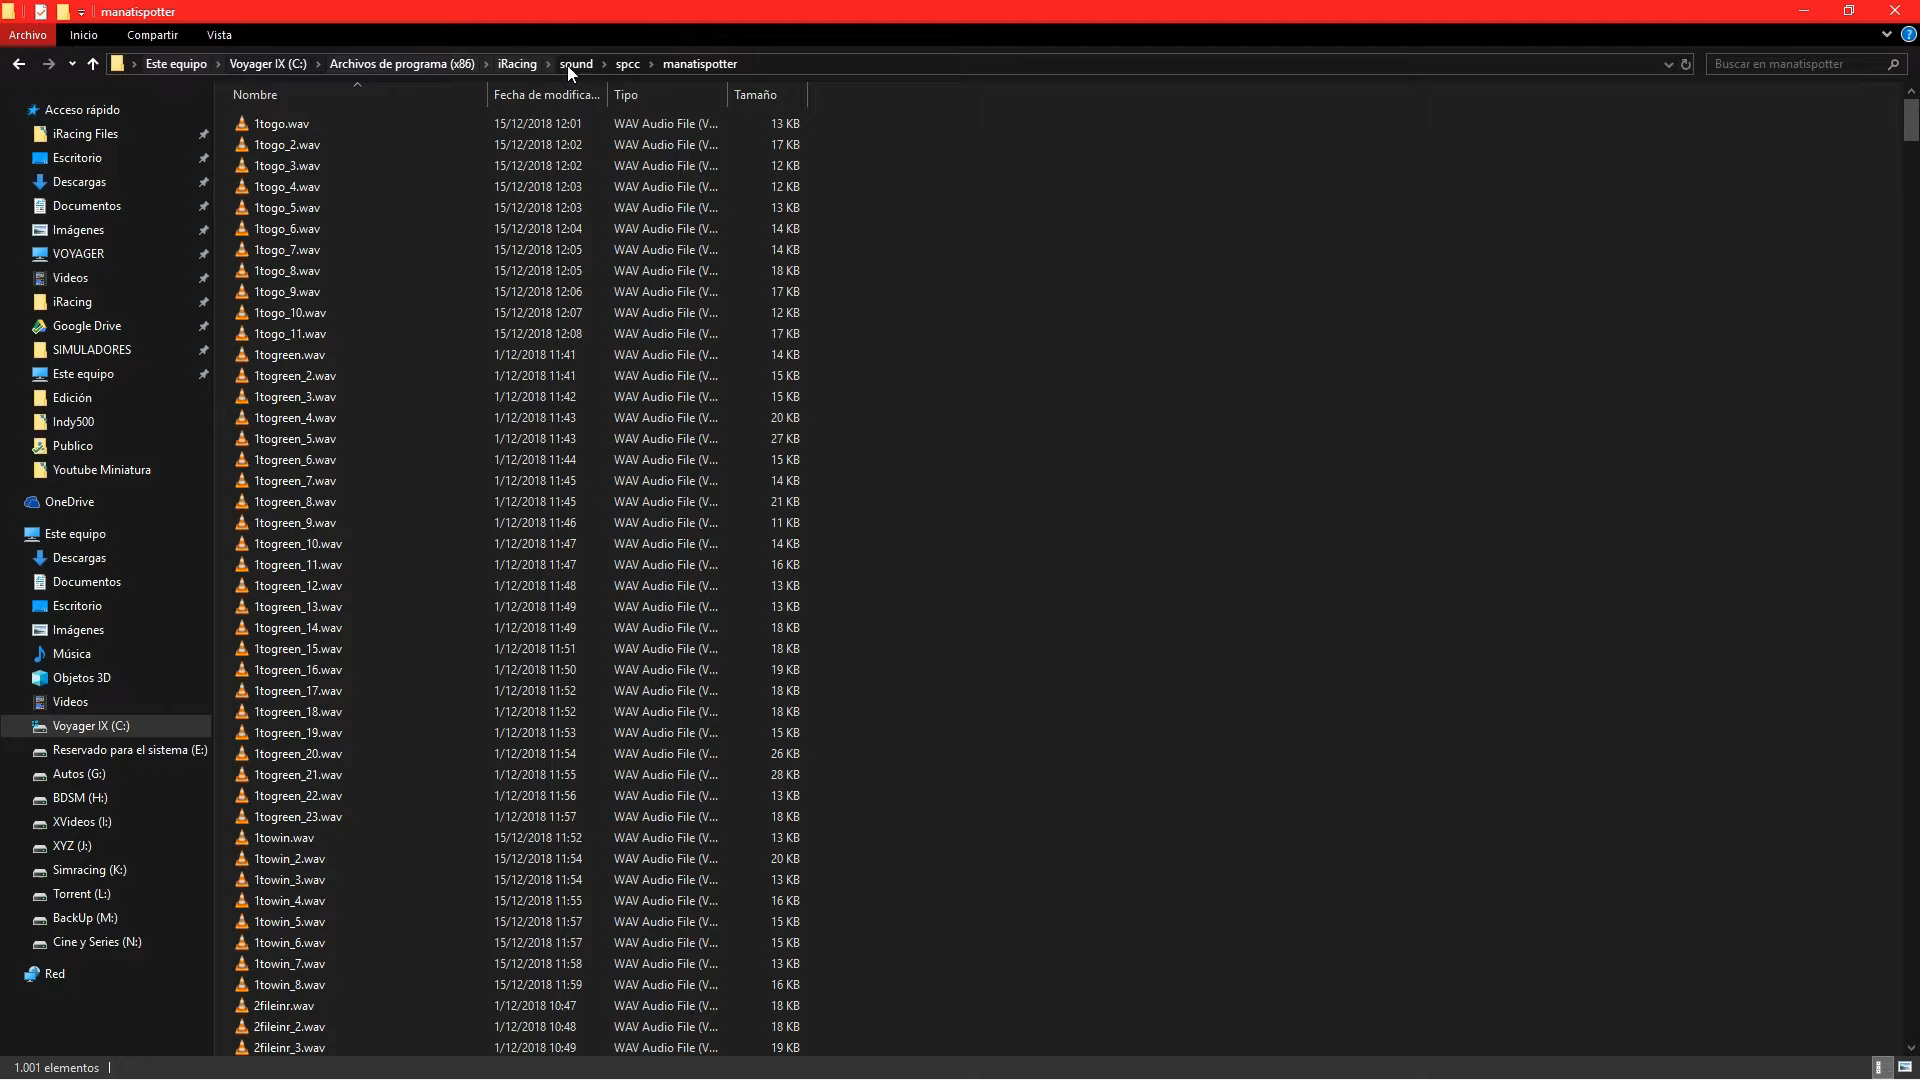 manatispotter
Archivo Inicio Compartir Vista
Este equipo Voyager IX (C:) Archivos de programa (x86) iRacing sound spcc manatispotter
Buscar en manatispotter
Nombre Fecha de modifica... Tipo Tamaño
Acceso rápido
iRacing Files
Escritorio
Descargas
Documentos
Imágenes
VOYAGER
Videos
iRacing
Google Drive
SIMULADORES
Este equipo
Edición
Indy500
Publico
Youtube Miniatura
OneDrive
Este equipo
Descargas
Documentos
Escritorio
Imágenes
Música
Objetos 3D
Videos
Voyager IX (C:)
Reservado para el sistema (E:)
Autos (G:)
BDSM (H:)
XVideos (I:)
XYZ (J:)
Simracing (K:)
Torrent (L:)
BackUp (M:)
Cine y Series (N:)
Red
1togo.wav 15/12/2018 12:01 WAV Audio File (V... 13 KB
1togo_2.wav 15/12/2018 12:02 WAV Audio File (V... 17 KB
1togo_3.wav 15/12/2018 12:02 WAV Audio File (V... 12 KB
1togo_4.wav 15/12/2018 12:03 WAV Audio File (V... 12 KB
1togo_5.wav 15/12/2018 12:03 WAV Audio File (V... 13 KB
1togo_6.wav 15/12/2018 12:04 WAV Audio File (V... 14 KB
1togo_7.wav 15/12/2018 12:05 WAV Audio File (V... 14 KB
1togo_8.wav 15/12/2018 12:05 WAV Audio File (V... 18 KB
1togo_9.wav 15/12/2018 12:06 WAV Audio File (V... 17 KB
1togo_10.wav 15/12/2018 12:07 WAV Audio File (V... 12 KB
1togo_11.wav 15/12/2018 12:08 WAV Audio File (V... 17 KB
1togreen.wav 1/12/2018 11:41 WAV Audio File (V... 14 KB
1togreen_2.wav 1/12/2018 11:41 WAV Audio File (V... 15 KB
1togreen_3.wav 1/12/2018 11:42 WAV Audio File (V... 15 KB
1togreen_4.wav 1/12/2018 11:43 WAV Audio File (V... 20 KB
1togreen_5.wav 1/12/2018 11:43 WAV Audio File (V... 27 KB
1togreen_6.wav 1/12/2018 11:44 WAV Audio File (V... 15 KB
1togreen_7.wav 1/12/2018 11:45 WAV Audio File (V... 14 KB
1togreen_8.wav 1/12/2018 11:45 WAV Audio File (V... 21 KB
1togreen_9.wav 1/12/2018 11:46 WAV Audio File (V... 11 KB
1togreen_10.wav 1/12/2018 11:47 WAV Audio File (V... 14 KB
1togreen_11.wav 1/12/2018 11:47 WAV Audio File (V... 16 KB
1togreen_12.wav 1/12/2018 11:48 WAV Audio File (V... 13 KB
1togreen_13.wav 1/12/2018 11:49 WAV Audio File (V... 13 KB
1togreen_14.wav 1/12/2018 11:49 WAV Audio File (V... 18 KB
1togreen_15.wav 1/12/2018 11:51 WAV Audio File (V... 18 KB
1togreen_16.wav 1/12/2018 11:50 WAV Audio File (V... 19 KB
1togreen_17.wav 1/12/2018 11:52 WAV Audio File (V... 18 KB
1togreen_18.wav 1/12/2018 11:52 WAV Audio File (V... 18 KB
1togreen_19.wav 1/12/2018 11:53 WAV Audio File (V... 15 KB
1togreen_20.wav 1/12/2018 11:54 WAV Audio File (V... 26 KB
1togreen_21.wav 1/12/2018 11:55 WAV Audio File (V... 28 KB
1togreen_22.wav 1/12/2018 11:56 WAV Audio File (V... 13 KB
1togreen_23.wav 1/12/2018 11:57 WAV Audio File (V... 18 KB
1towin.wav 15/12/2018 11:52 WAV Audio File (V... 13 KB
1towin_2.wav 15/12/2018 11:54 WAV Audio File (V... 20 KB
1towin_3.wav 15/12/2018 11:54 WAV Audio File (V... 13 KB
1towin_4.wav 15/12/2018 11:55 WAV Audio File (V... 16 KB
1towin_5.wav 15/12/2018 11:57 WAV Audio File (V... 15 KB
1towin_6.wav 15/12/2018 11:57 WAV Audio File (V... 15 KB
1towin_7.wav 15/12/2018 11:58 WAV Audio File (V... 13 KB
1towin_8.wav 15/12/2018 11:59 WAV Audio File (V... 16 KB
2fileinr.wav 1/12/2018 10:47 WAV Audio File (V... 18 KB
2fileinr_2.wav 1/12/2018 10:48 WAV Audio File (V... 18 KB
2fileinr_3.wav 1/12/2018 10:49 WAV Audio File (V... 19 KB
1.001 elementos